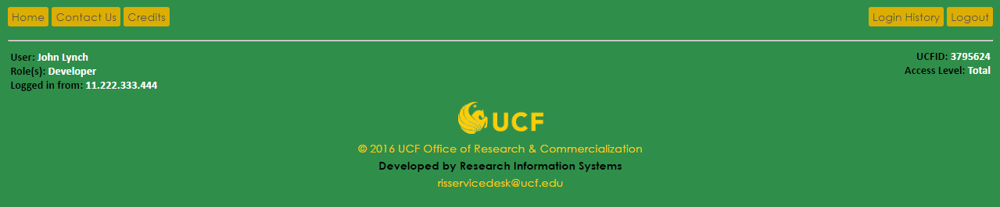 Home Contact Us Credits Login History Logout
User: John Lynch UCFID: 3795624
Role(s): Developer Access Level: Total
Logged in from: 11.222.333.444
UCF
© 2016 UCF Office of Research & Commercialization
Developed by Research Information Systems
risservicedesk@ucf.edu